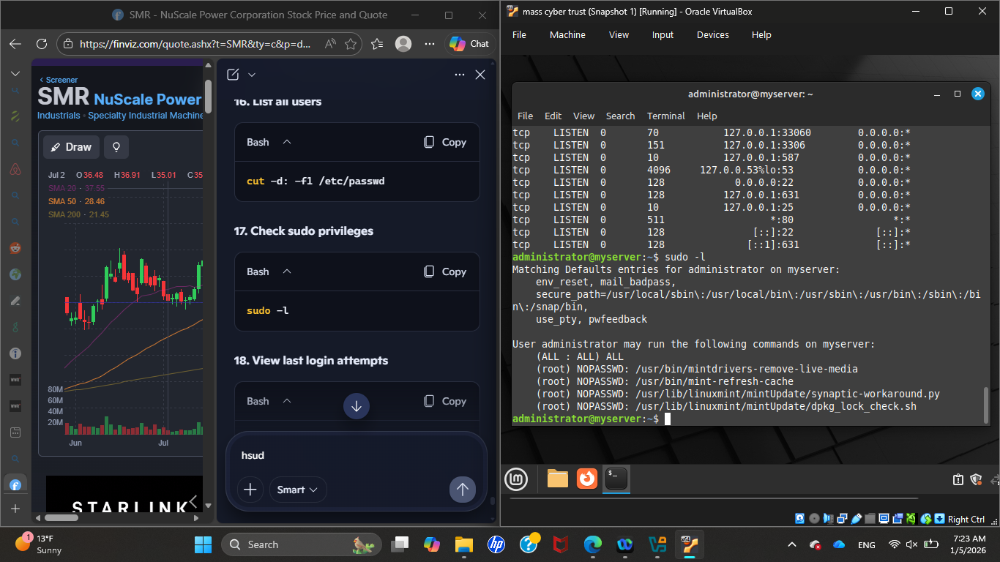 SMR - NuScale Power Corporation Stock Price and Quote
https://finviz.com/quote.ashx?t=SMR&ty=c&p=d...
Chat
‹ Screener
SMR NuScale Power
Industrials • Specialty Industrial Machine
Draw
Jul 2 O36.48 H36.91 L35.01 C35
SMA 20 · 37.55
SMA 50 · 28.46
SMA 200 · 21.45
80M
60M
40M
20M
Jun Jul
STARLINK
16. List all users
Bash Copy
cut -d: -f1 /etc/passwd
17. Check sudo privileges
Bash Copy
sudo -l
18. View last login attempts
Bash Copy
hsud
Smart
mass cyber trust (Snapshot 1) [Running] - Oracle VirtualBox
File Machine View Input Devices Help
administrator@myserver: ~
File Edit View Search Terminal Help
tcp LISTEN 0 70 127.0.0.1:33060 0.0.0.0:*
tcp LISTEN 0 151 127.0.0.1:3306 0.0.0.0:*
tcp LISTEN 0 10 127.0.0.1:587 0.0.0.0:*
tcp LISTEN 0 4096 127.0.0.53%lo:53 0.0.0.0:*
tcp LISTEN 0 128 0.0.0.0:22 0.0.0.0:*
tcp LISTEN 0 128 127.0.0.1:631 0.0.0.0:*
tcp LISTEN 0 10 127.0.0.1:25 0.0.0.0:*
tcp LISTEN 0 511 *:80 *:*
tcp LISTEN 0 128 [::]:22 [::]:*
tcp LISTEN 0 128 [::1]:631 [::]:*
administrator@myserver:~$ sudo -l
Matching Defaults entries for administrator on myserver:
env_reset, mail_badpass,
secure_path=/usr/local/sbin\:/usr/local/bin\:/usr/sbin\:/usr/bin\:/sbin\:/bi
n\:/snap/bin,
use_pty, pwfeedback
User administrator may run the following commands on myserver:
(ALL : ALL) ALL
(root) NOPASSWD: /usr/bin/mintdrivers-remove-live-media
(root) NOPASSWD: /usr/bin/mint-refresh-cache
(root) NOPASSWD: /usr/lib/linuxmint/mintUpdate/synaptic-workaround.py
(root) NOPASSWD: /usr/lib/linuxmint/mintUpdate/dpkg_lock_check.sh
administrator@myserver:~$
Right Ctrl
1
13°F
Sunny
Search
ENG
7:23 AM
1/5/2026